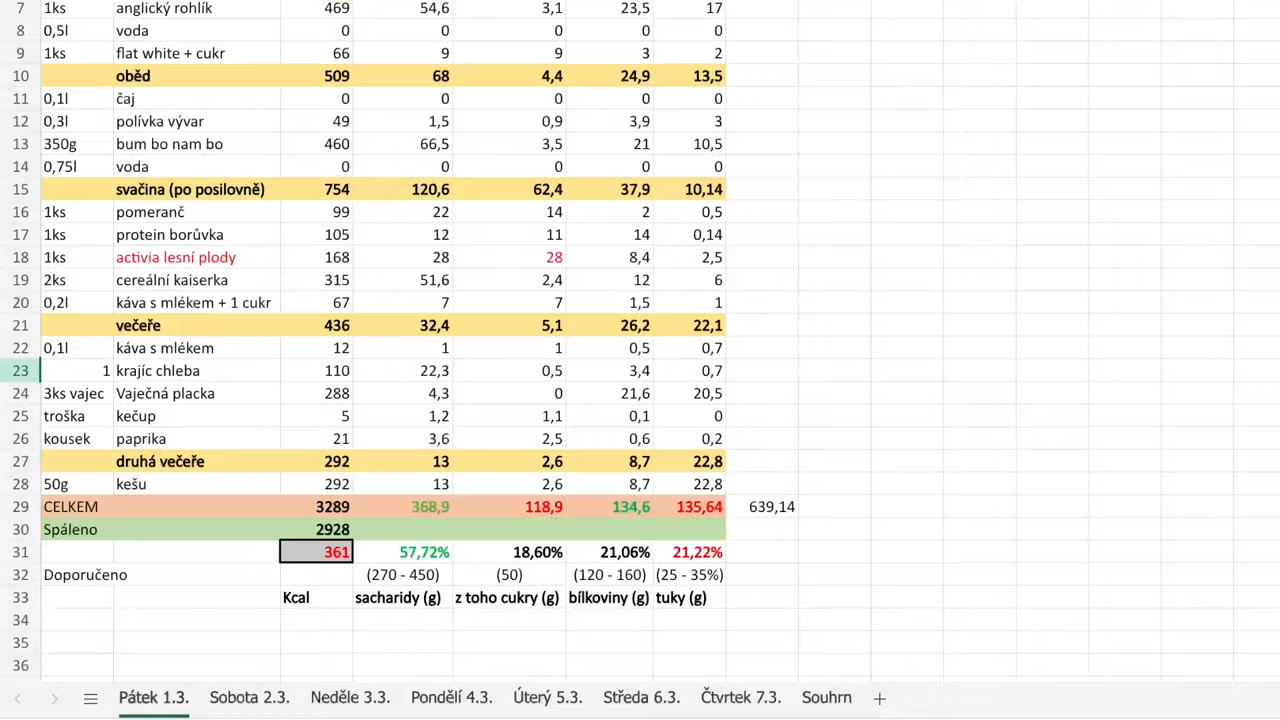 7 1ks anglický rohlík 469 54,6 3,1 23,5 17
8 0,5l voda 0 0 0 0
9 1ks flat white + cukr 66 9 9 3 2
10 oběd 509 68 4,4 24,9 13,5
11 0,1l čaj 0 0 0 0
12 0,3l polívka vývar 49 1,5 0,9 3,9 3
13 350g bum bo nam bo 460 66,5 3,5 21 10,5
14 0,75l voda 0 0 0 0
15 svačina (po posilovně) 754 120,6 62,4 37,9 10,14
16 1ks pomeranč 99 22 14 2 0,5
17 1ks protein borůvka 105 12 11 14 0,14
18 1ks activia lesní plody 168 28 28 8,4 2,5
19 2ks cereální kaiserka 315 51,6 2,4 12 6
20 0,2l káva s mlékem + 1 cukr 67 7 7 1,5 1
21 večeře 436 32,4 5,1 26,2 22,1
22 0,1l káva s mlékem 12 1 1 0,5 0,7
23 1 krajíc chleba 110 22,3 0,5 3,4 0,7
24 3ks vajec Vaječná placka 288 4,3 0 21,6 20,5
25 troška kečup 5 1,2 1,1 0,1 0
26 kousek paprika 21 3,6 2,5 0,6 0,2
27 druhá večeře 292 13 2,6 8,7 22,8
28 50g kešu 292 13 2,6 8,7 22,8
29 CELKEM 3289 368,9 118,9 134,6 135,64 639,14
30 Spáleno 2928
31 361 57,72% 18,60% 21,06% 21,22%
32 Doporučeno (270 - 450) (50) (120 - 160) (25 - 35%)
33 Kcal sacharidy (g) z toho cukry (g) bílkoviny (g) tuky (g)
34
35
36
Pátek 1.3. Sobota 2.3. Neděle 3.3. Pondělí 4.3. Úterý 5.3. Středa 6.3. Čtvrtek 7.3. Souhrn